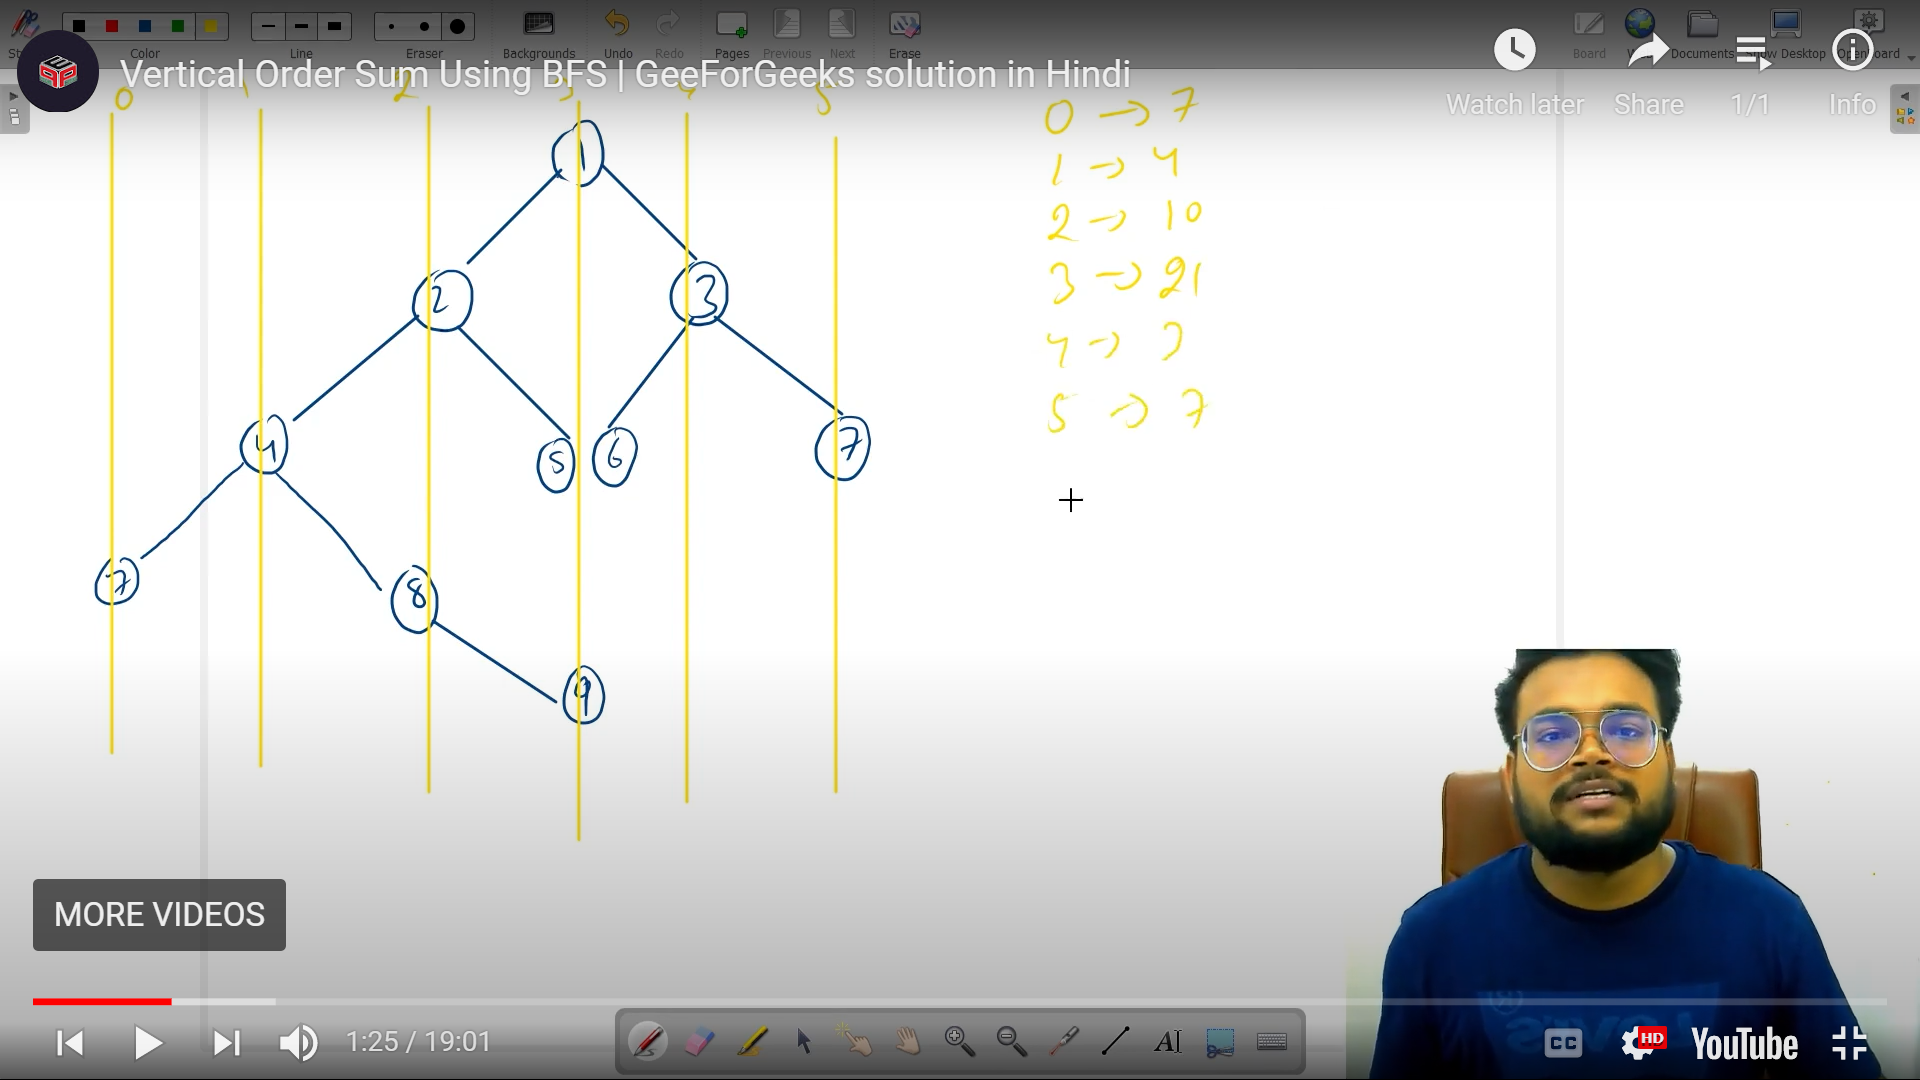 Color
Line
Eraser
Backgrounds
Undo
Redo
Pages
Previous
Next
Erase
Board
Documents
Show Desktop
Vertical Order Sum Using BFS | GeeForGeeks solution in Hindi
Watch later
Share
1/1
Info
0 1 2 3 4 5
1
2 3
4 5 6 7
7 8
9
0 -> 7
1 -> 4
2 -> 10
3 -> 21
4 -> 3
5 -> 7
MORE VIDEOS
1:25 / 19:01
CC
HD
YouTube